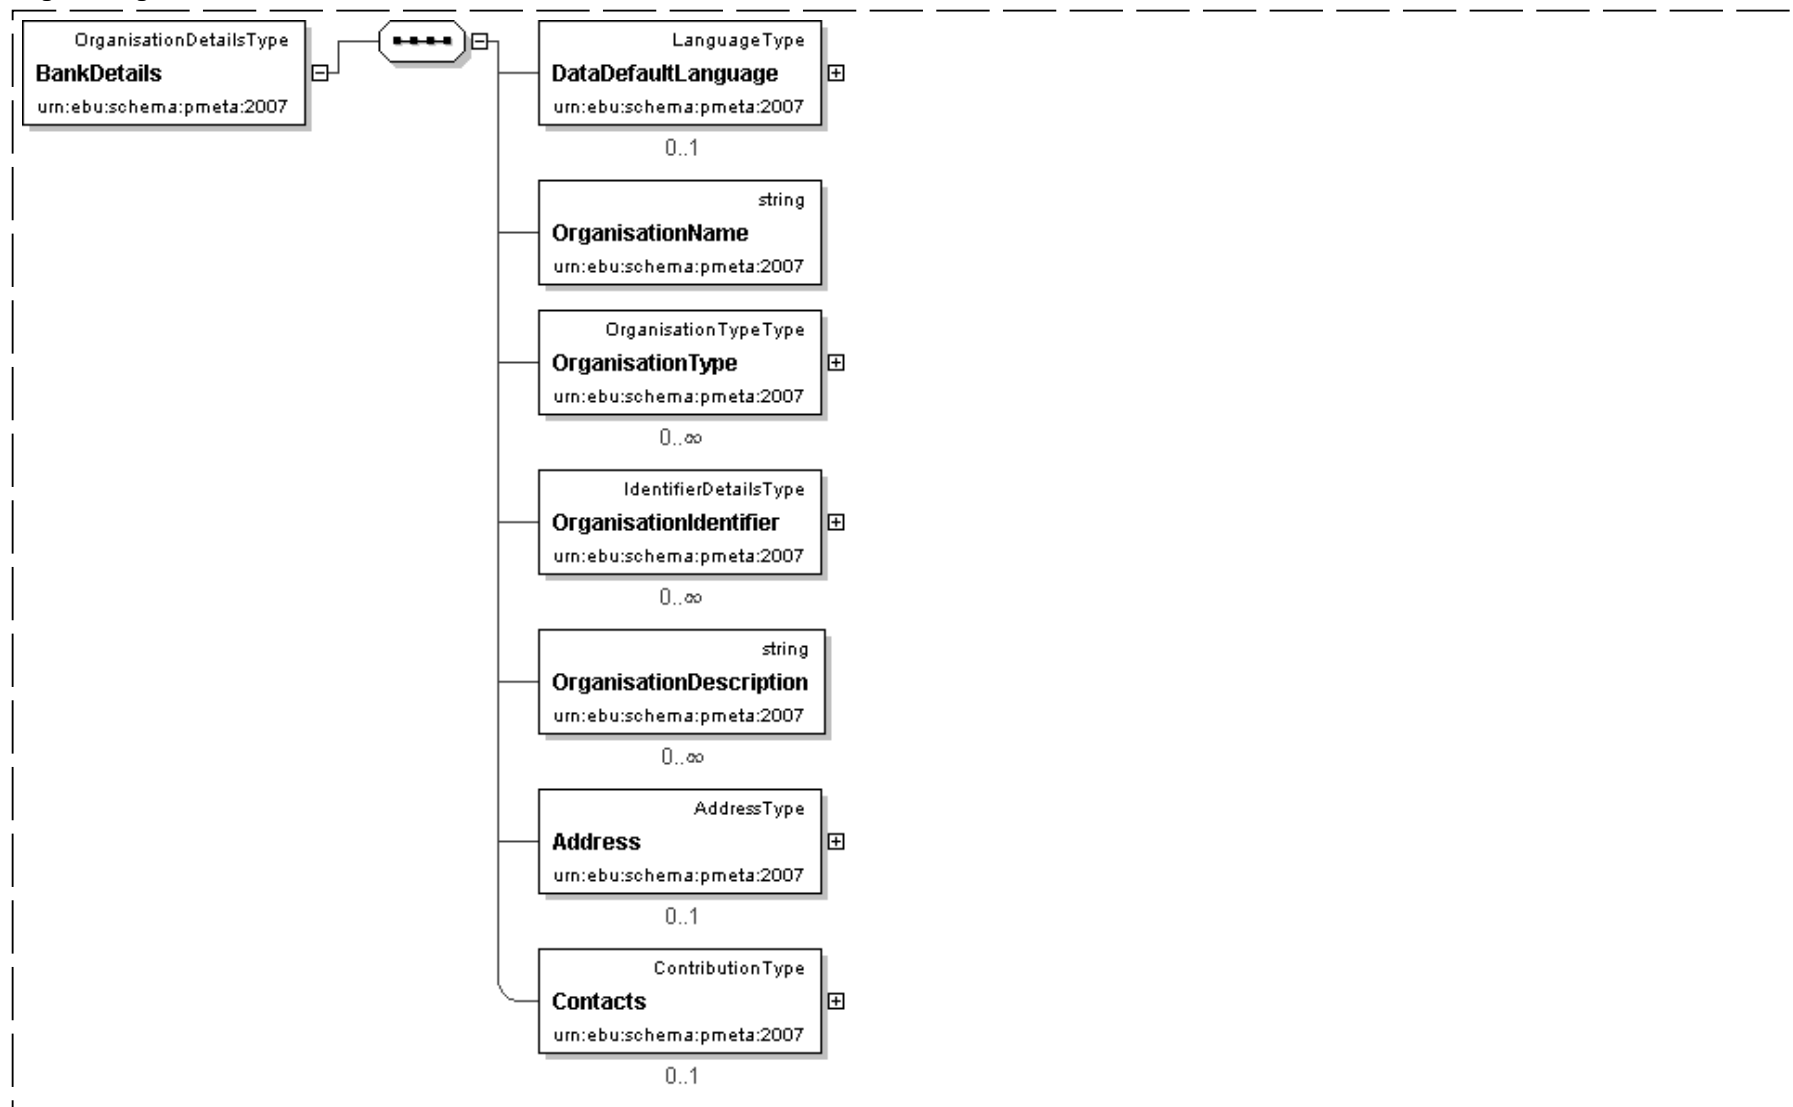 OrganisationDetailsType
BankDetails
urn:ebu:schema:pmeta:2007
LanguageType
DataDefaultLanguage
urn:ebu:schema:pmeta:2007
0..1
string
OrganisationName
urn:ebu:schema:pmeta:2007
OrganisationTypeType
OrganisationType
urn:ebu:schema:pmeta:2007
0..∞
IdentifierDetailsType
OrganisationIdentifier
urn:ebu:schema:pmeta:2007
0..∞
string
OrganisationDescription
urn:ebu:schema:pmeta:2007
0..∞
AddressType
Address
urn:ebu:schema:pmeta:2007
0..1
ContributionType
Contacts
urn:ebu:schema:pmeta:2007
0..1